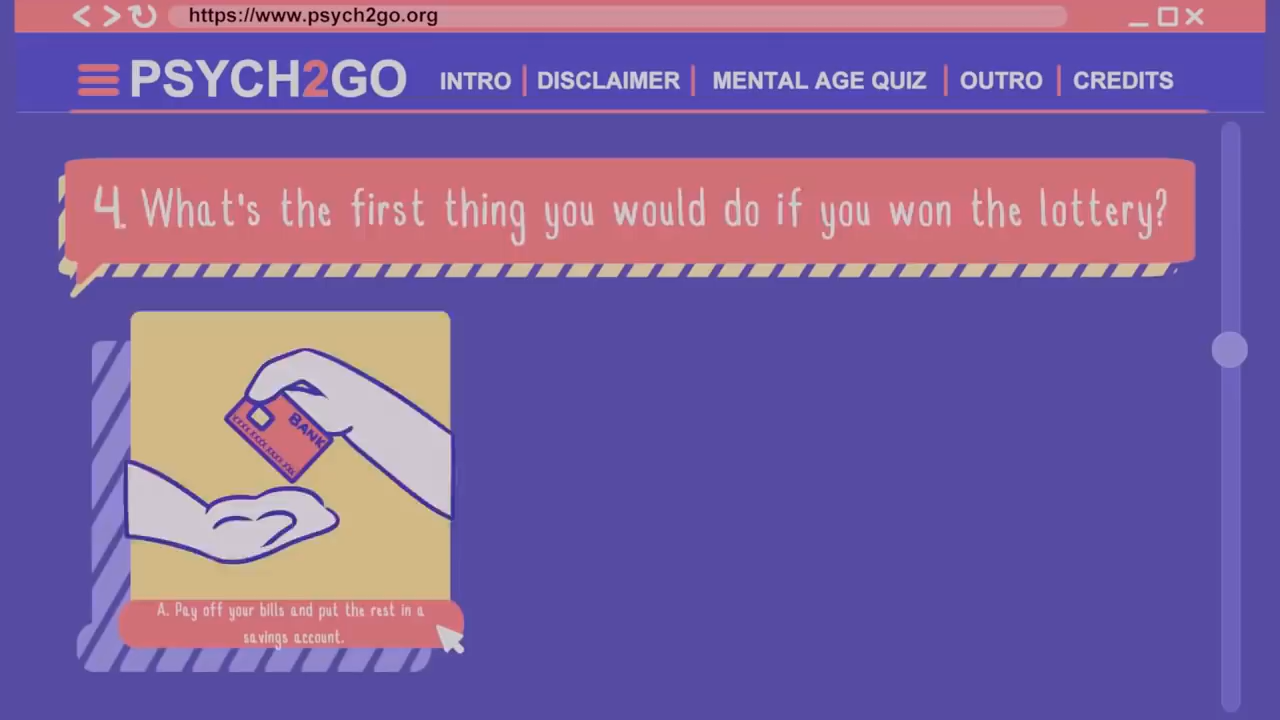 https://www.psych2go.org
PSYCH2GO INTRO DISCLAIMER MENTAL AGE QUIZ OUTRO CREDITS
4. What's the first thing you would do if you won the lottery?
BANK
A. Pay off your bills and put the rest in a
savings account.